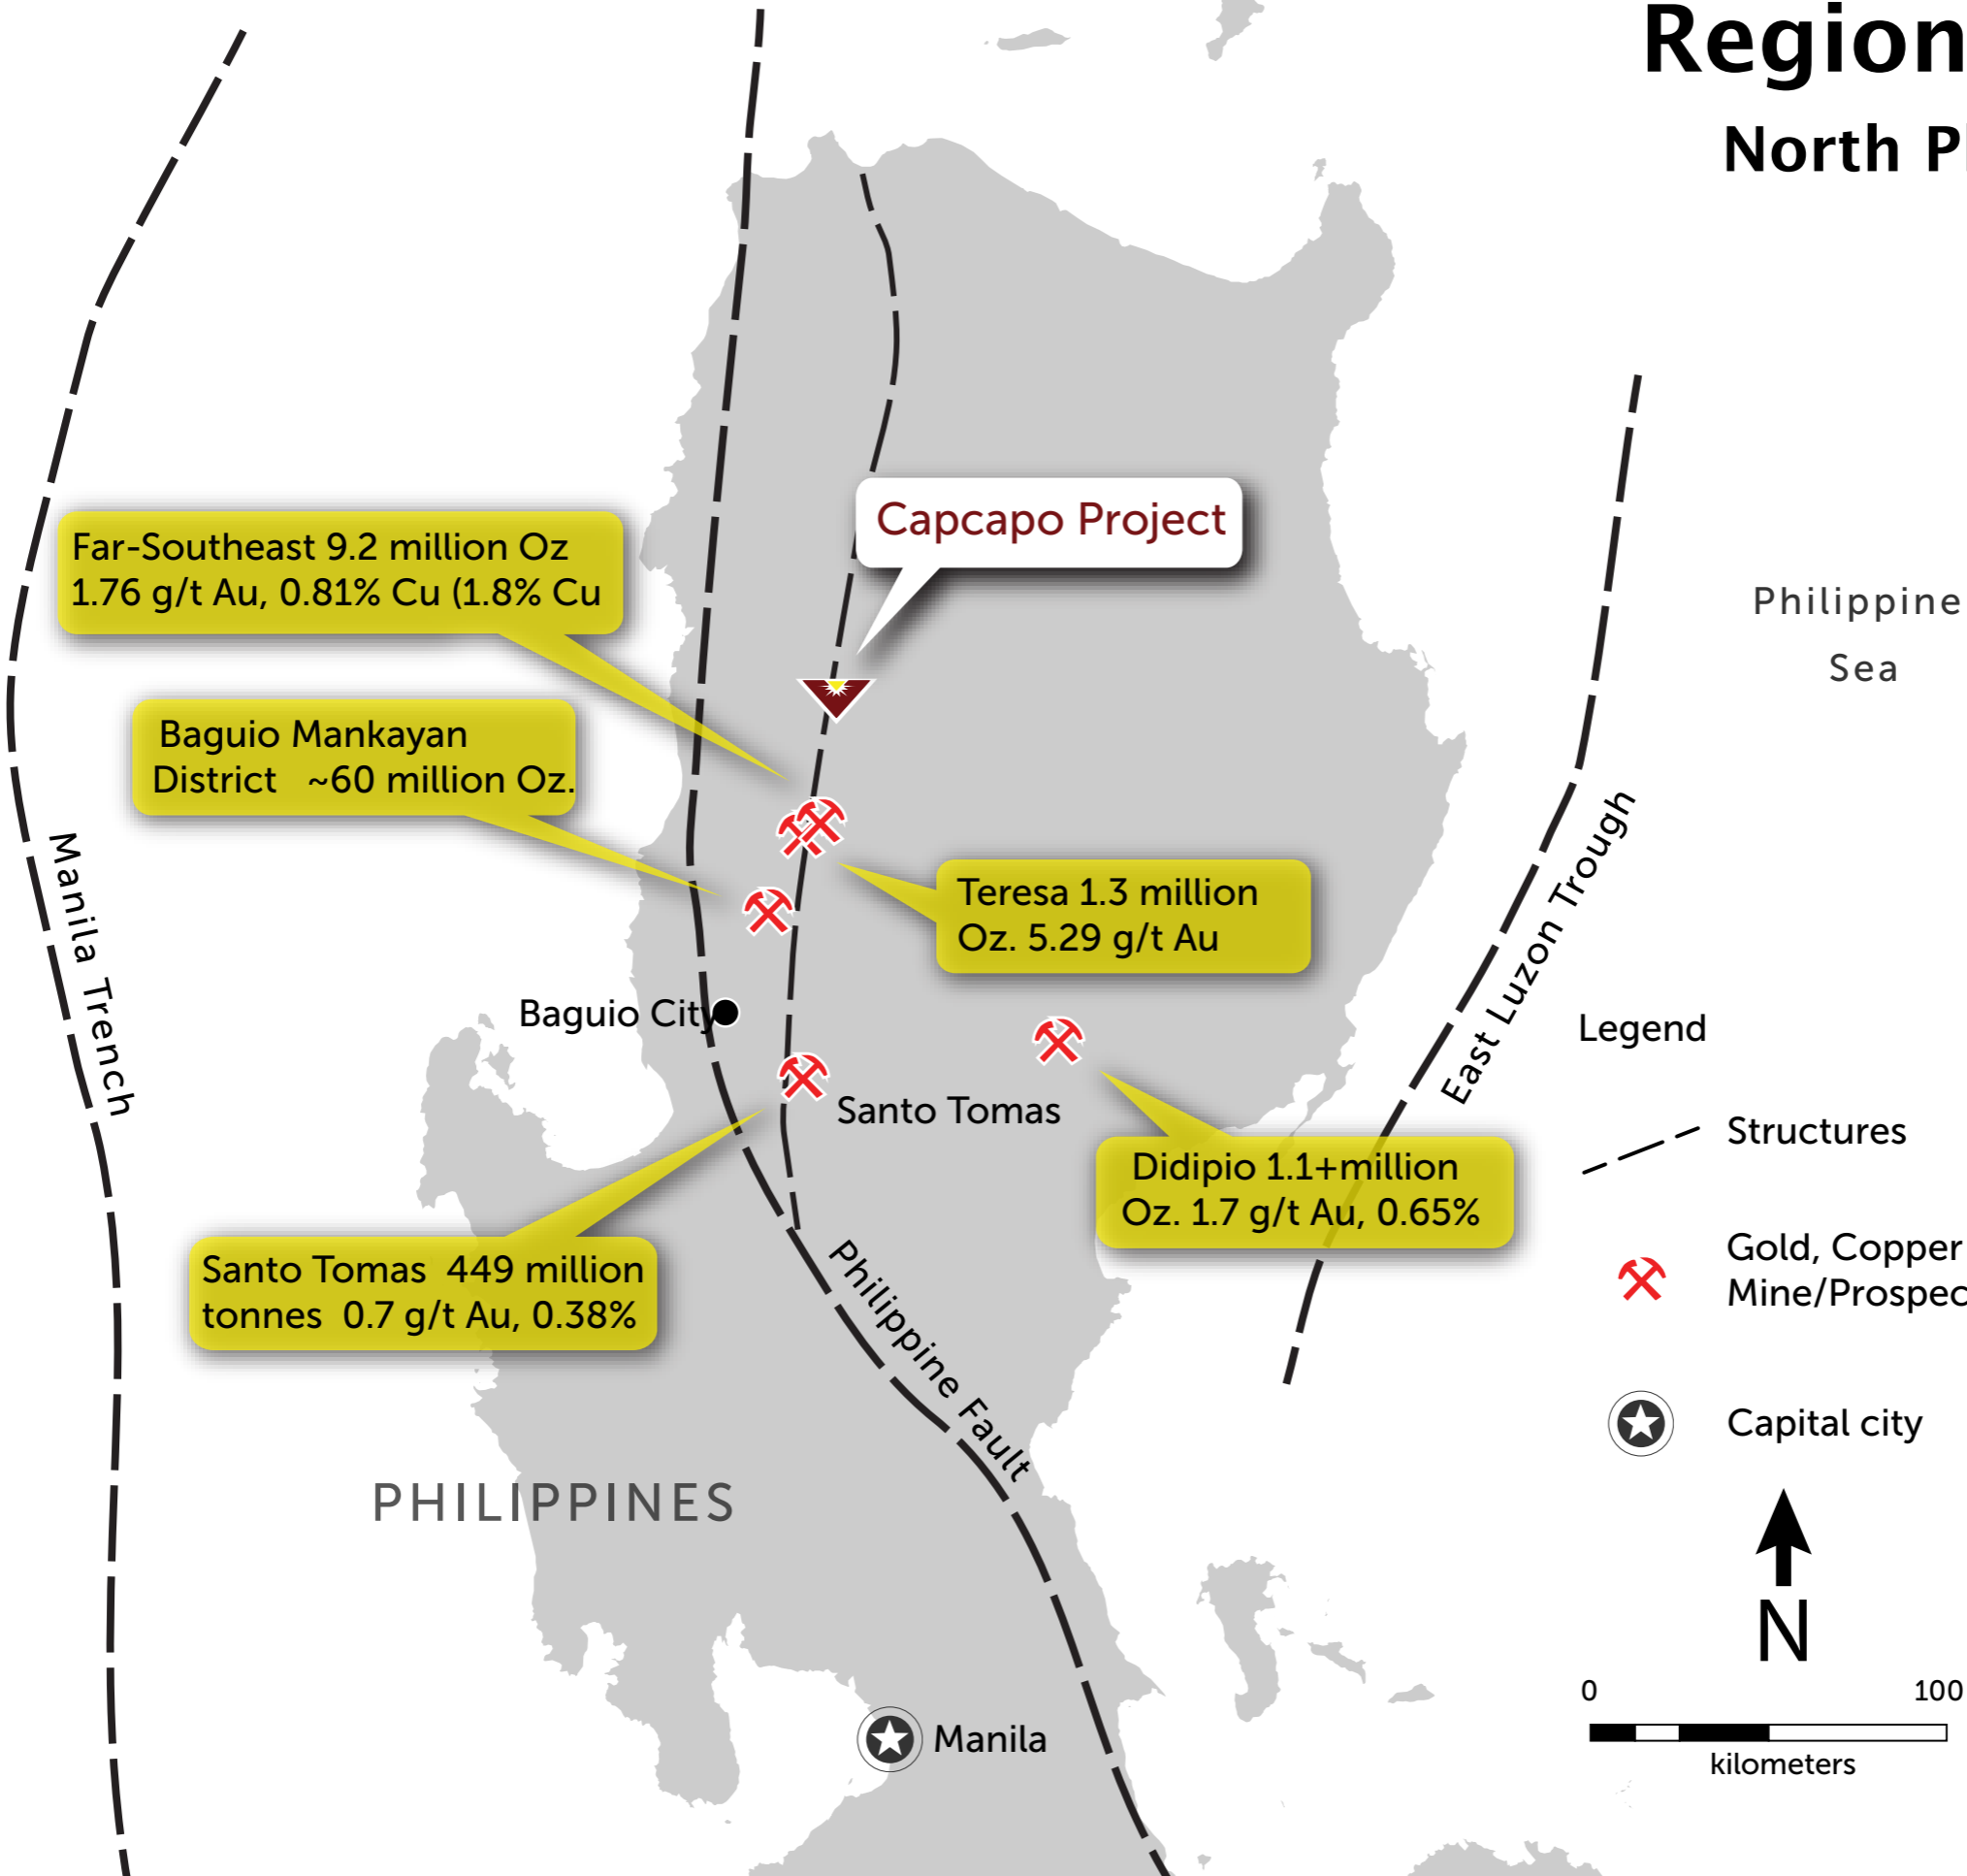 Region
North P
Capcapo Project
Far-Southeast 9.2 million Oz
1.76 g/t Au, 0.81% Cu (1.8% Cu
Philippine
Sea
Baguio Mankayan
District ~60 million Oz.
Manila Trench
Teresa 1.3 million
Oz. 5.29 g/t Au
East Luzon Trough
Baguio City
Legend
Santo Tomas
Structures
Didipio 1.1+million
Oz. 1.7 g/t Au, 0.65%
Santo Tomas 449 million
tonnes 0.7 g/t Au, 0.38%
Philippine Fault
Gold, Copper
Mine/Prospec
Capital city
PHILIPPINES
N
0 100
kilometers
Manila